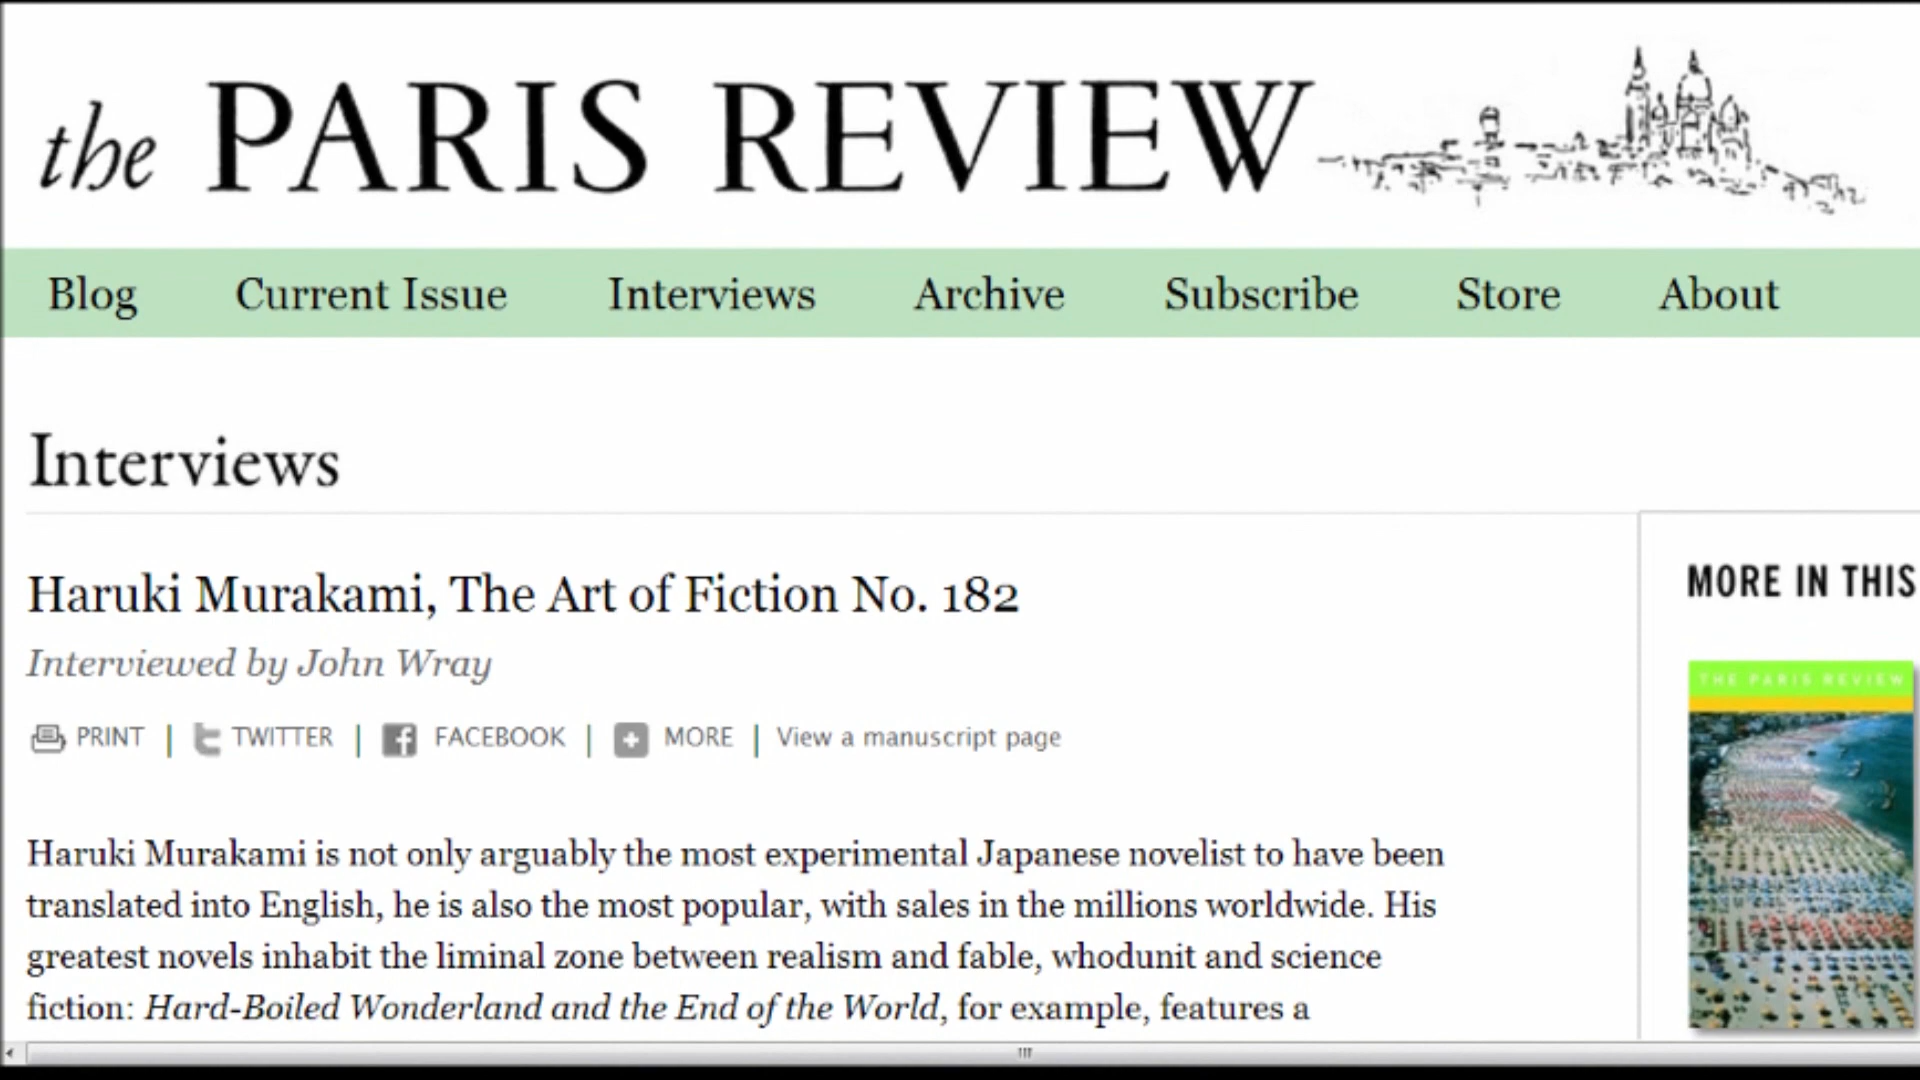 the PARIS REVIEW
Blog Current Issue Interviews Archive Subscribe Store About
Interviews
Haruki Murakami, The Art of Fiction No. 182
Interviewed by John Wray
PRINT | TWITTER | FACEBOOK | MORE | View a manuscript page
Haruki Murakami is not only arguably the most experimental Japanese novelist to have been
translated into English, he is also the most popular, with sales in the millions worldwide. His
greatest novels inhabit the liminal zone between realism and fable, whodunit and science
fiction: Hard-Boiled Wonderland and the End of the World, for example, features a
MORE IN THIS
THE PARIS REVIEW